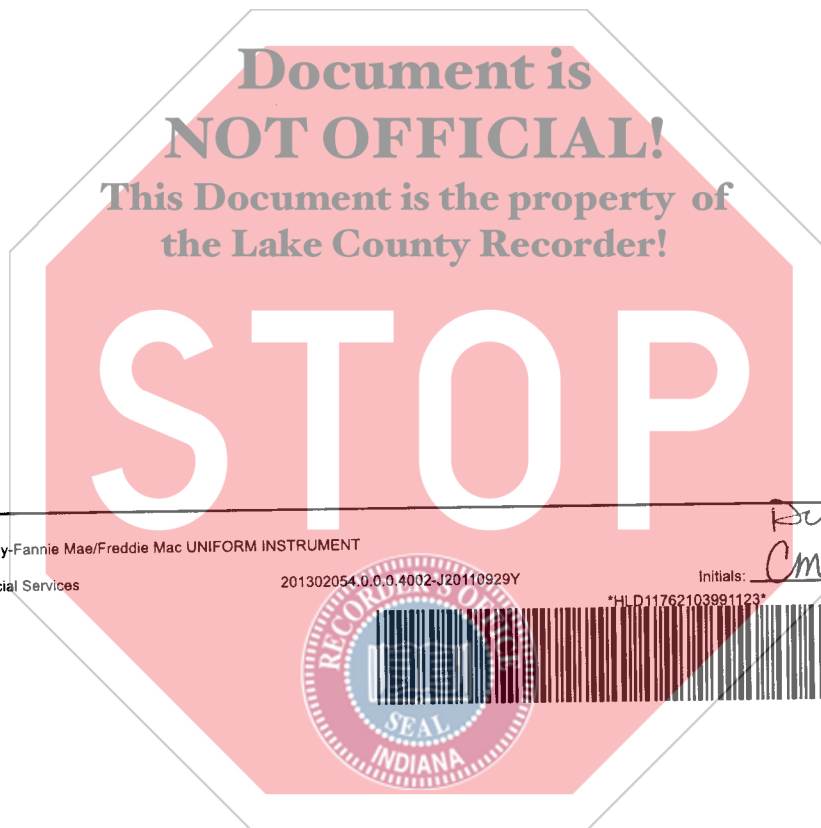 Document is
NOT OFFICIAL!
This Document is the property of
the Lake County Recorder!
STOP
y-Fannie Mae/Freddie Mac UNIFORM INSTRUMENT
cial Services
201302054.0.0.0.4002-J20110929Y
Initials: Cm
*HLD11762103991123*
RECORDER'S OFFICE
SEAL
INDIANA